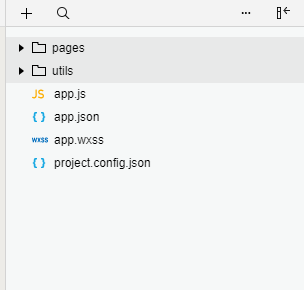 pages
utils
JS app.js
{ } app.json
wxss app.wxss
{ } project.config.json